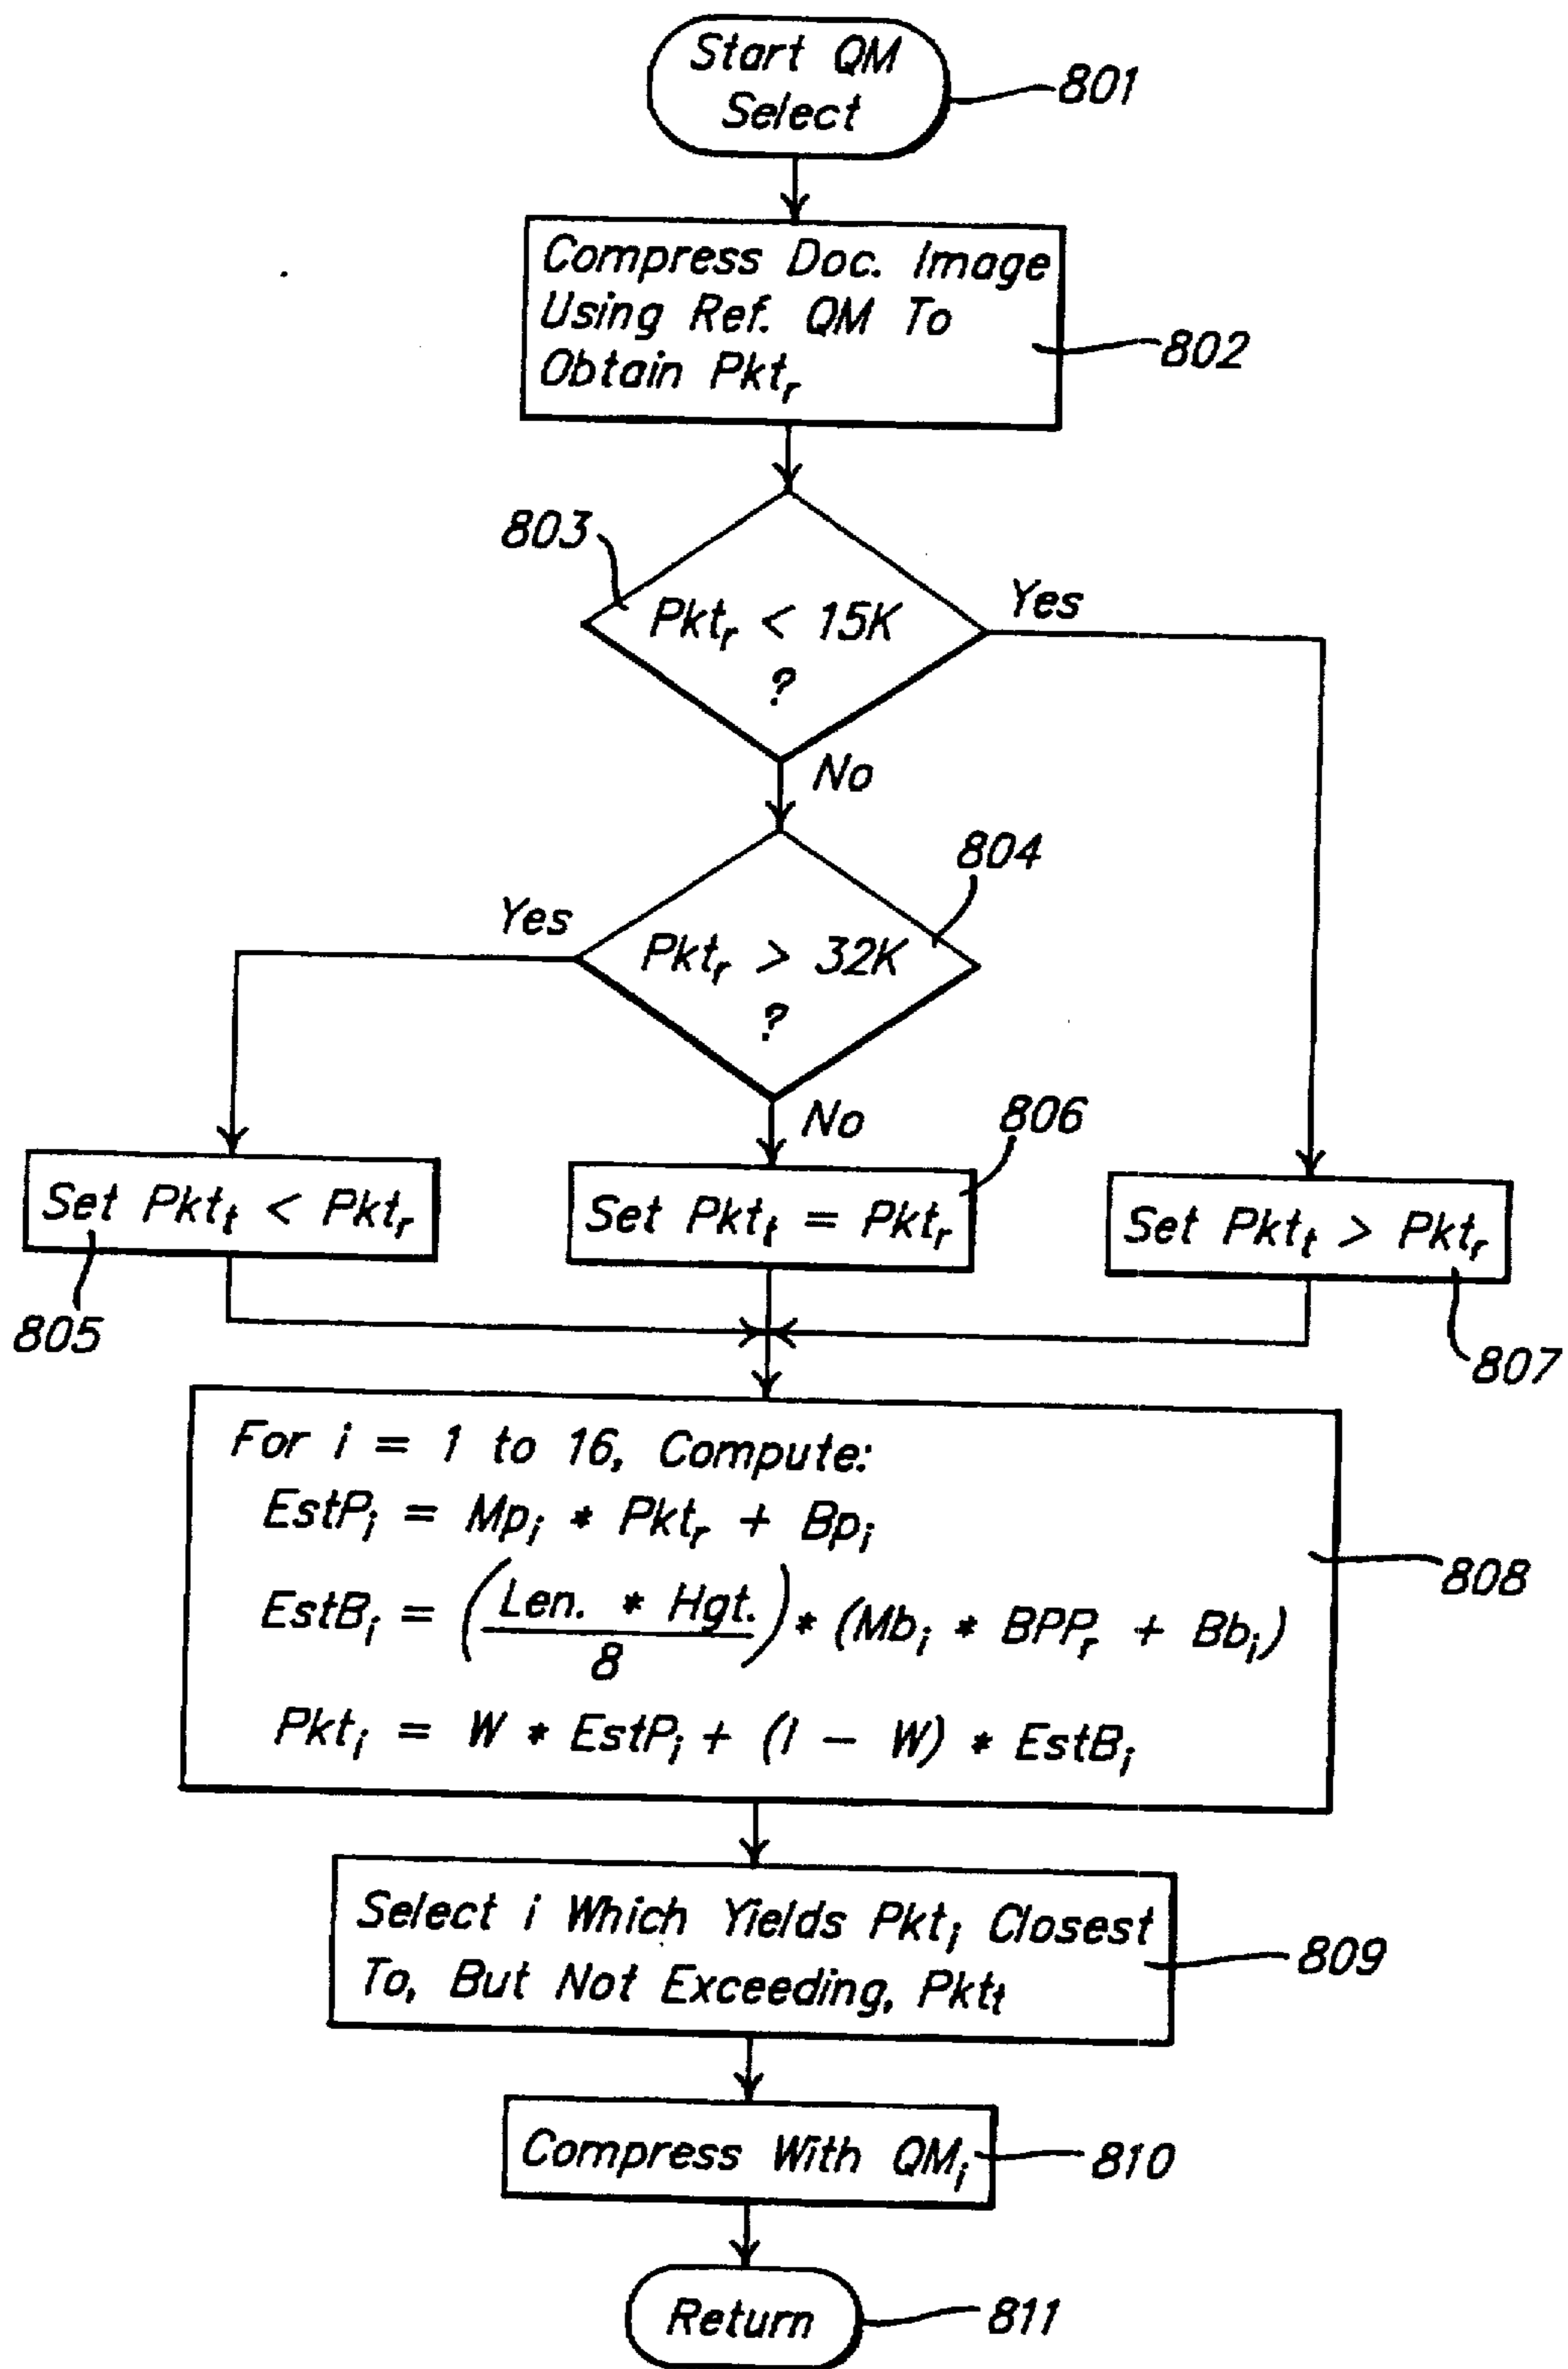 Start QM
Select
801
Compress Doc. Image
Using Ref. QM To
Obtain Pktr
802
803
Pktr < 15K
?
Yes
No
804
Yes
Pktr > 32K
?
No
806
Set Pktt < Pktr
Set Pktt = Pktr
Set Pktt > Pktr
805
807
For i = 1 to 16, Compute:
EstPi = Mpi * Pktr + Bpi
EstBi = (Len. * Hgt. / 8) * (Mbi * BPPr + Bbi)
Pkti = W * EstPi + (1 - W) * EstBi
808
Select i Which Yields Pkti Closest
To, But Not Exceeding, Pktt
809
Compress With QMi
810
Return
811